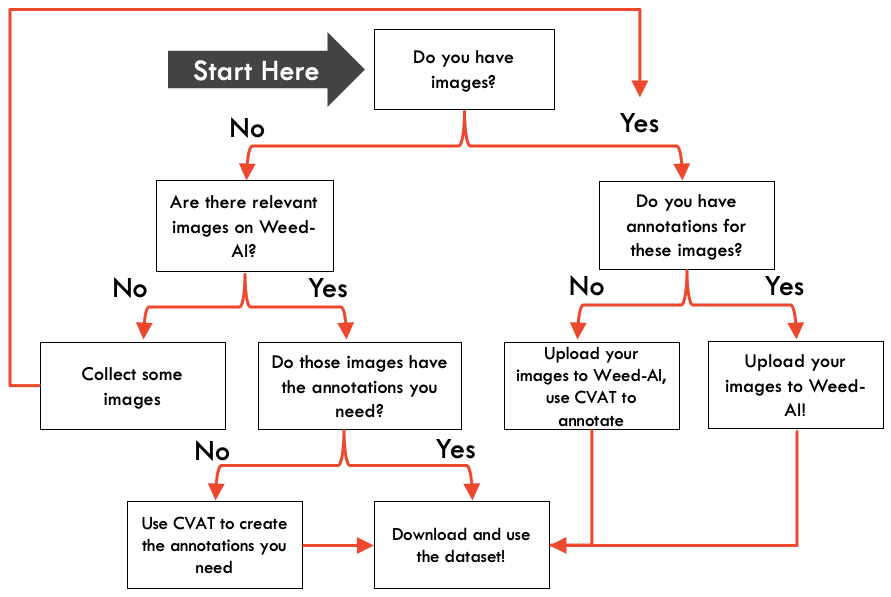 Start Here
Do you have
images?
No
Yes
Are there relevant
images on Weed-
AI?
Do you have
annotations for
these images?
No
Yes
No
Yes
Collect some
images
Do those images have
the annotations you
need?
Upload your
images to Weed-AI,
use CVAT to
annotate
Upload your
images to Weed-
AI!
No
Yes
Use CVAT to create
the annotations you
need
Download and use
the dataset!